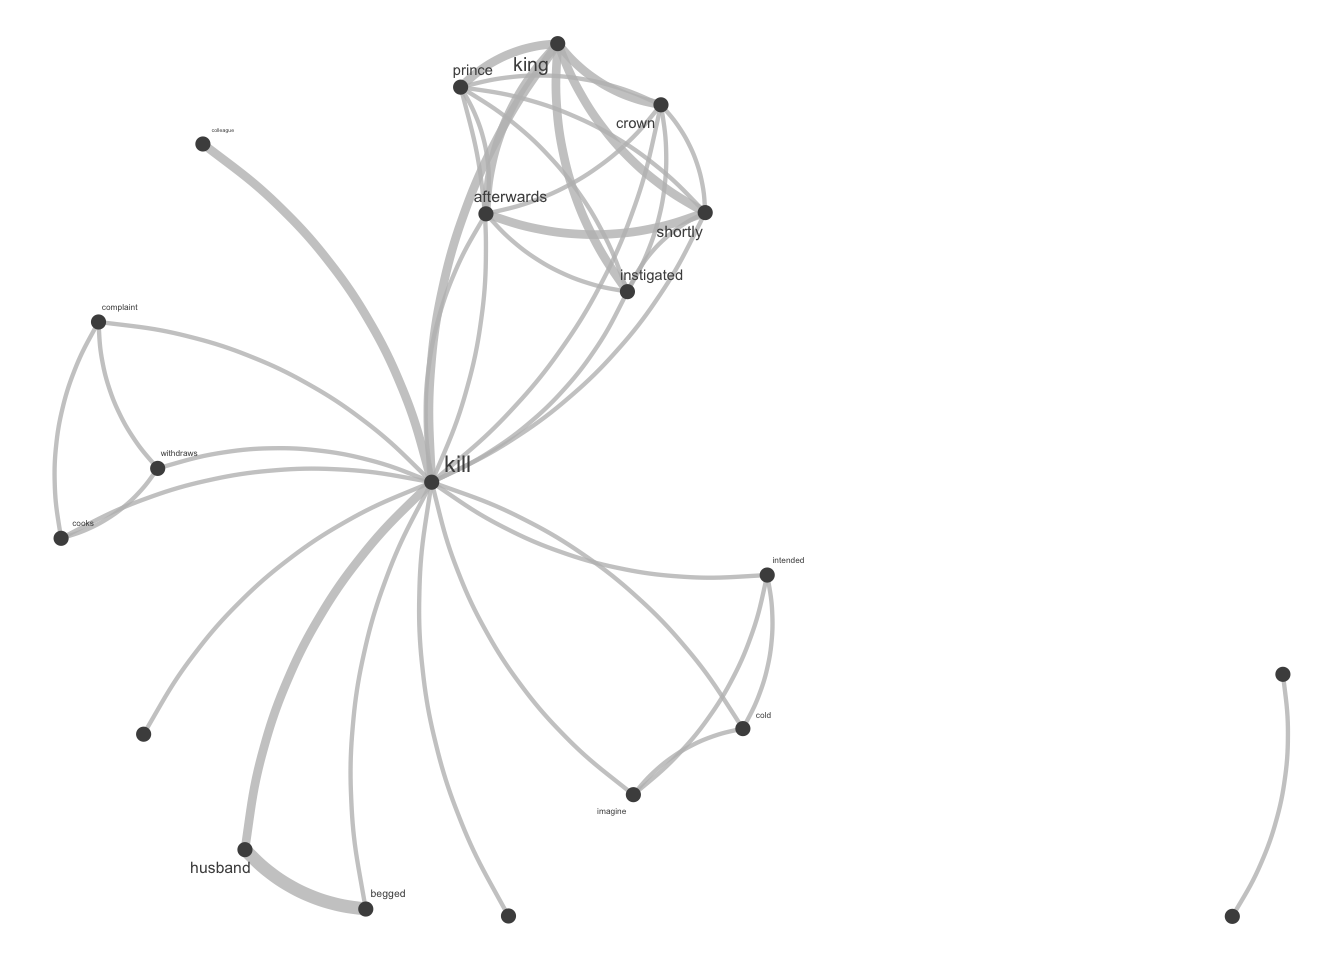 king
prince
crown
colleague
afterwards
shortly
instigated
complaint
withdraws
kill
cooks
intended
cold
imagine
husband
begged